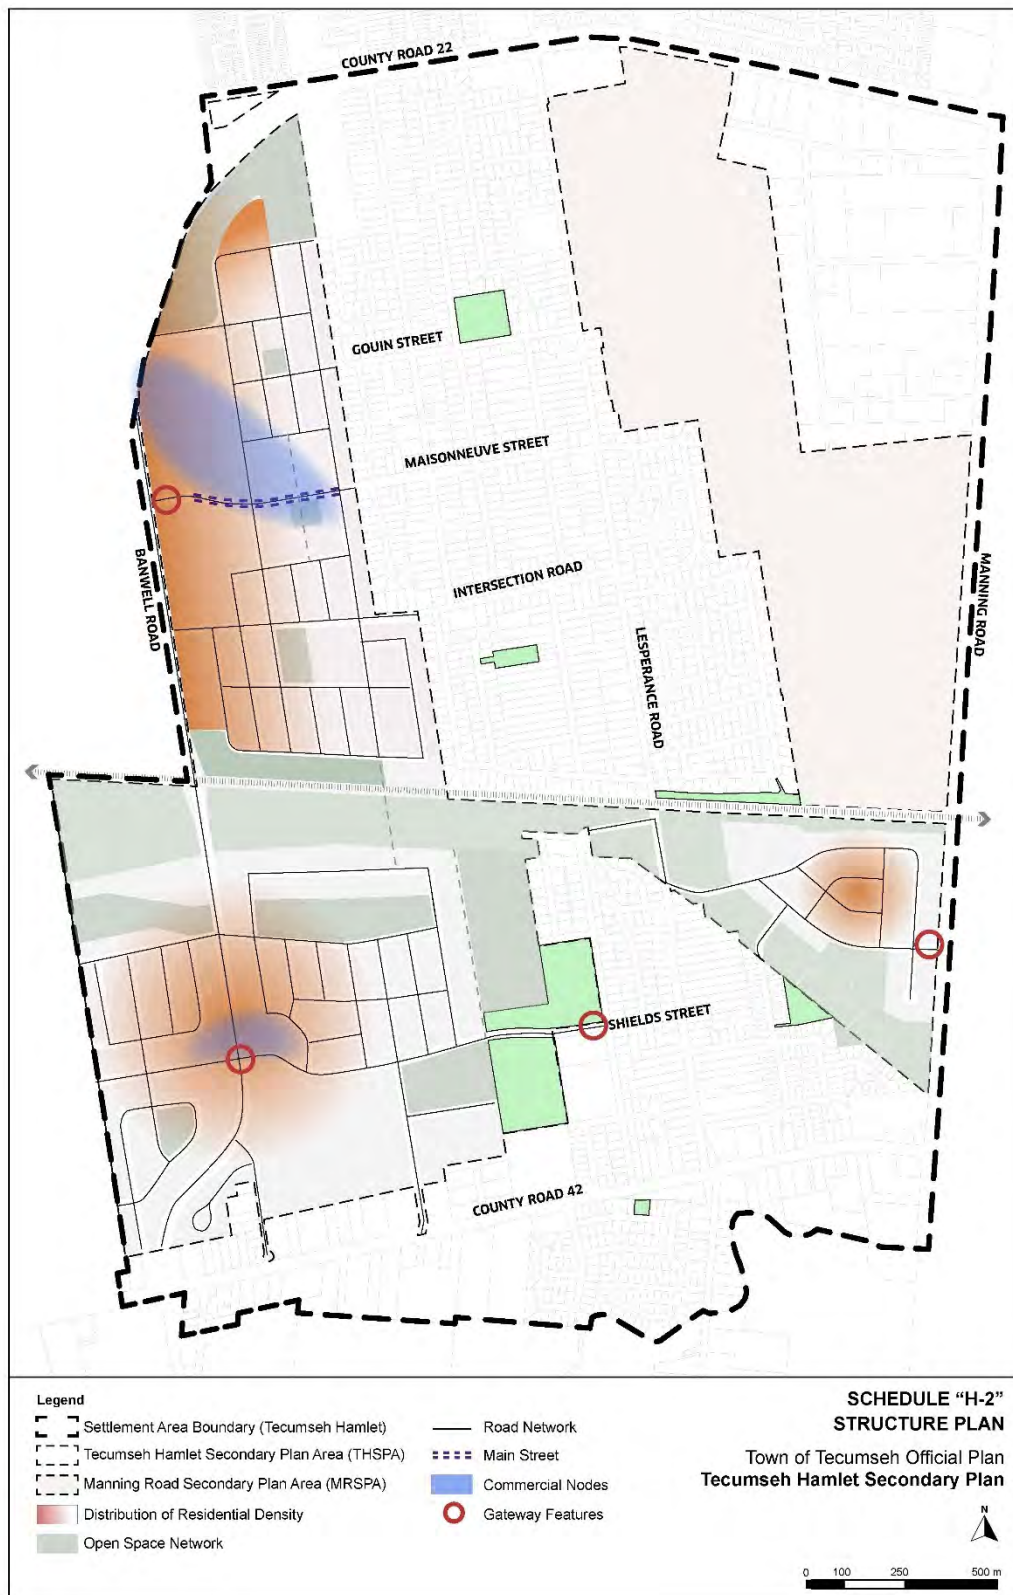 COUNTY ROAD 22
GOUIN STREET
MAISONNEUVE STREET
BANWELL ROAD
INTERSECTION ROAD
LESPERANCE ROAD
MANNING ROAD
SHIELDS STREET
COUNTY ROAD 42
Legend
Settlement Area Boundary (Tecumseh Hamlet)
Tecumseh Hamlet Secondary Plan Area (THSPA)
Manning Road Secondary Plan Area (MRSPA)
Distribution of Residential Density
Open Space Network
Road Network
Main Street
Commercial Nodes
Gateway Features
SCHEDULE “H-2”
STRUCTURE PLAN
Town of Tecumseh Official Plan
Tecumseh Hamlet Secondary Plan
N
0 100 250 500 m